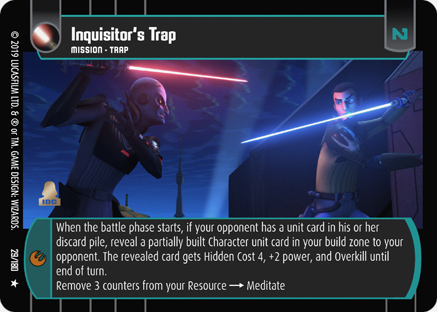 Inquisitor's Trap
MISSION - TRAP
N
© 2019 LUCASFILM LTD. & ® or TM. GAME DESIGN: WIZARDS.
IDC
When the battle phase starts, if your opponent has a unit card in his or her
discard pile, reveal a partially built Character unit card in your build zone to your
opponent. The revealed card gets Hidden Cost 4, +2 power, and Overkill until
end of turn.
Remove 3 counters from your Resource → Meditate